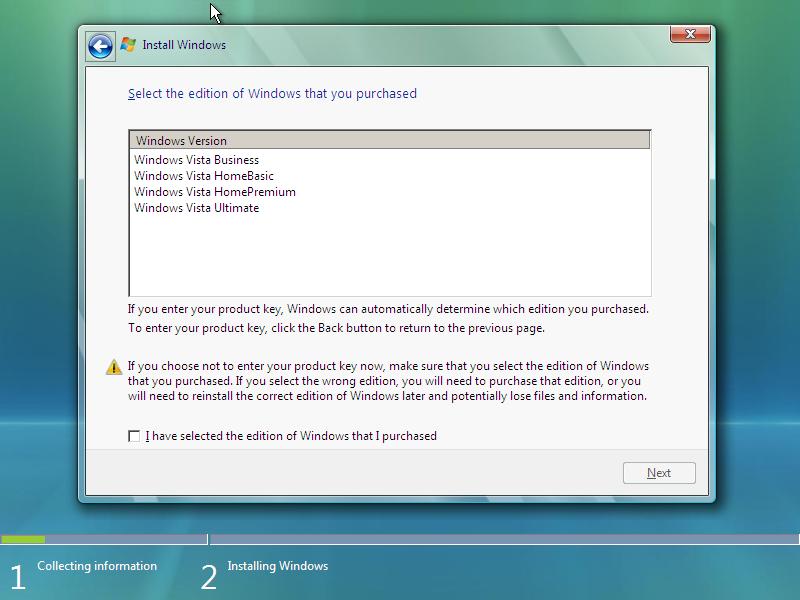 Install Windows
Select the edition of Windows that you purchased
Windows Version
Windows Vista Business
Windows Vista HomeBasic
Windows Vista HomePremium
Windows Vista Ultimate
If you enter your product key, Windows can automatically determine which edition you purchased.
To enter your product key, click the Back button to return to the previous page.
If you choose not to enter your product key now, make sure that you select the edition of Windows
that you purchased. If you select the wrong edition, you will need to purchase that edition, or you
will need to reinstall the correct edition of Windows later and potentially lose files and information.
I have selected the edition of Windows that I purchased
Next
1 Collecting information
2 Installing Windows